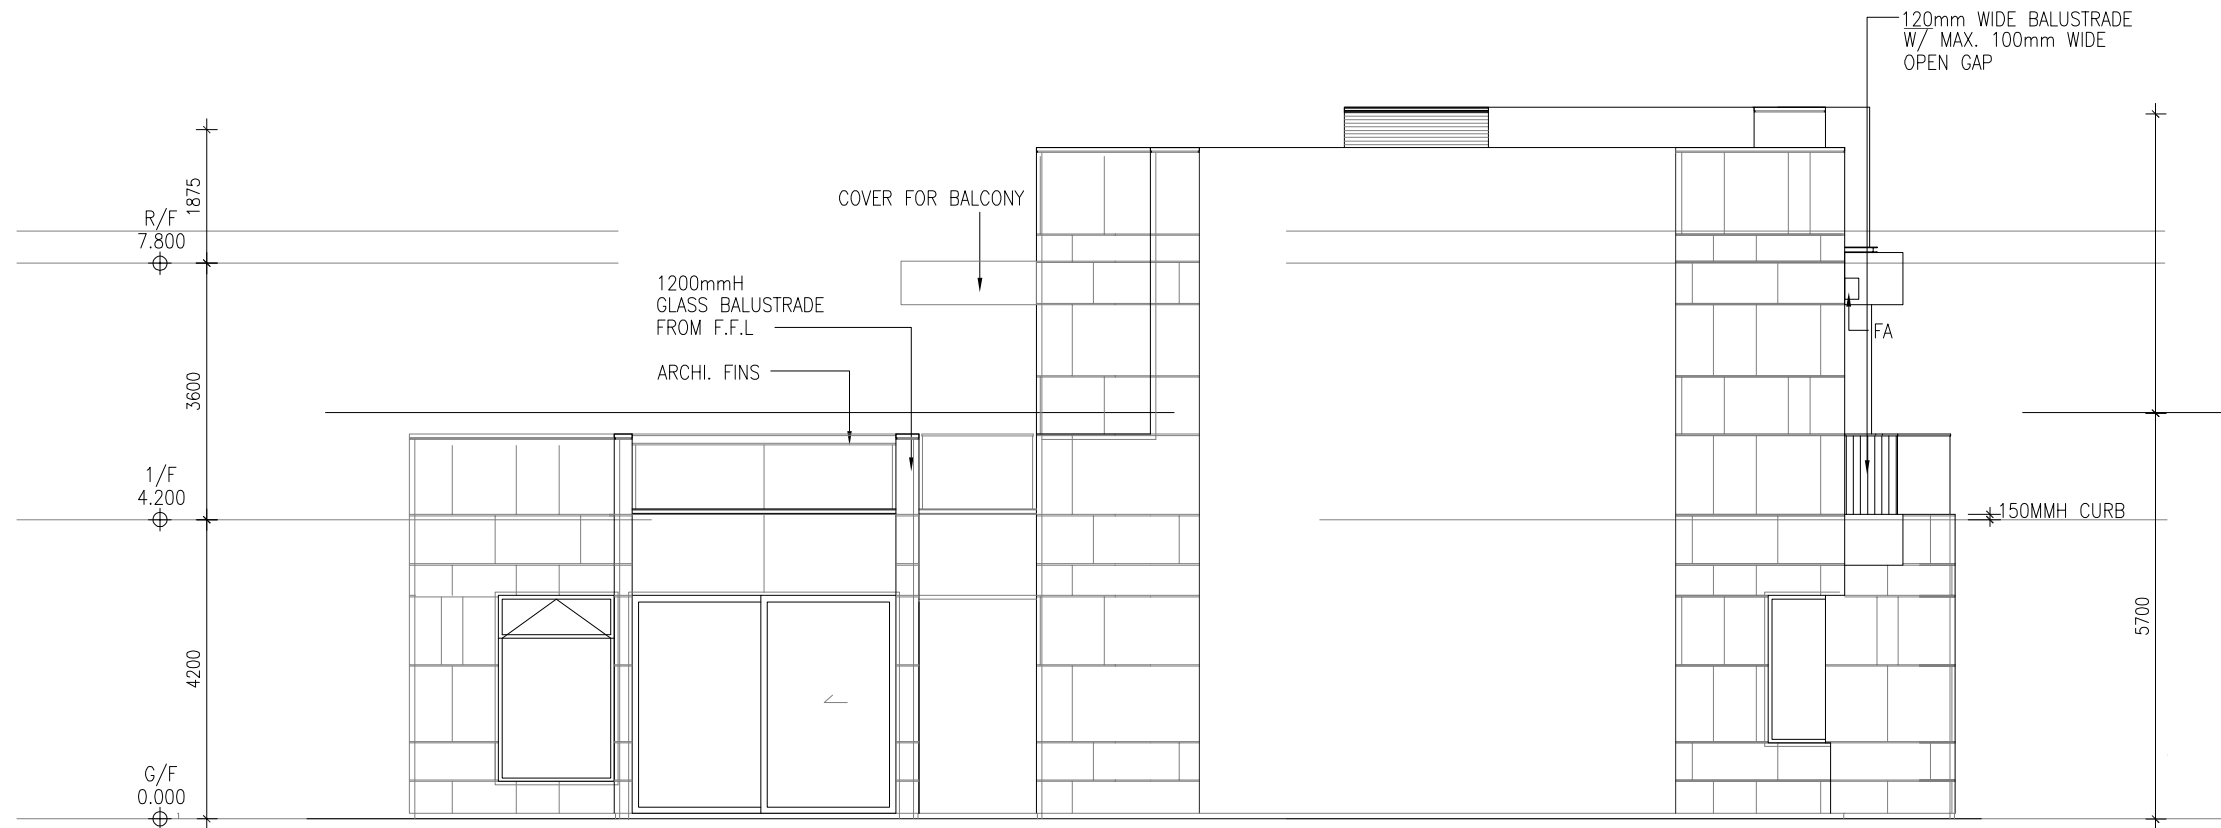 120mm WIDE BALUSTRADE
W/ MAX. 100mm WIDE
OPEN GAP
1875
R/F
7.800
COVER FOR BALCONY
1200mmH
GLASS BALUSTRADE
FROM F.F.L
FA
ARCHI. FINS
3600
1/F
4.200
150MMH CURB
5700
4200
G/F
0.000